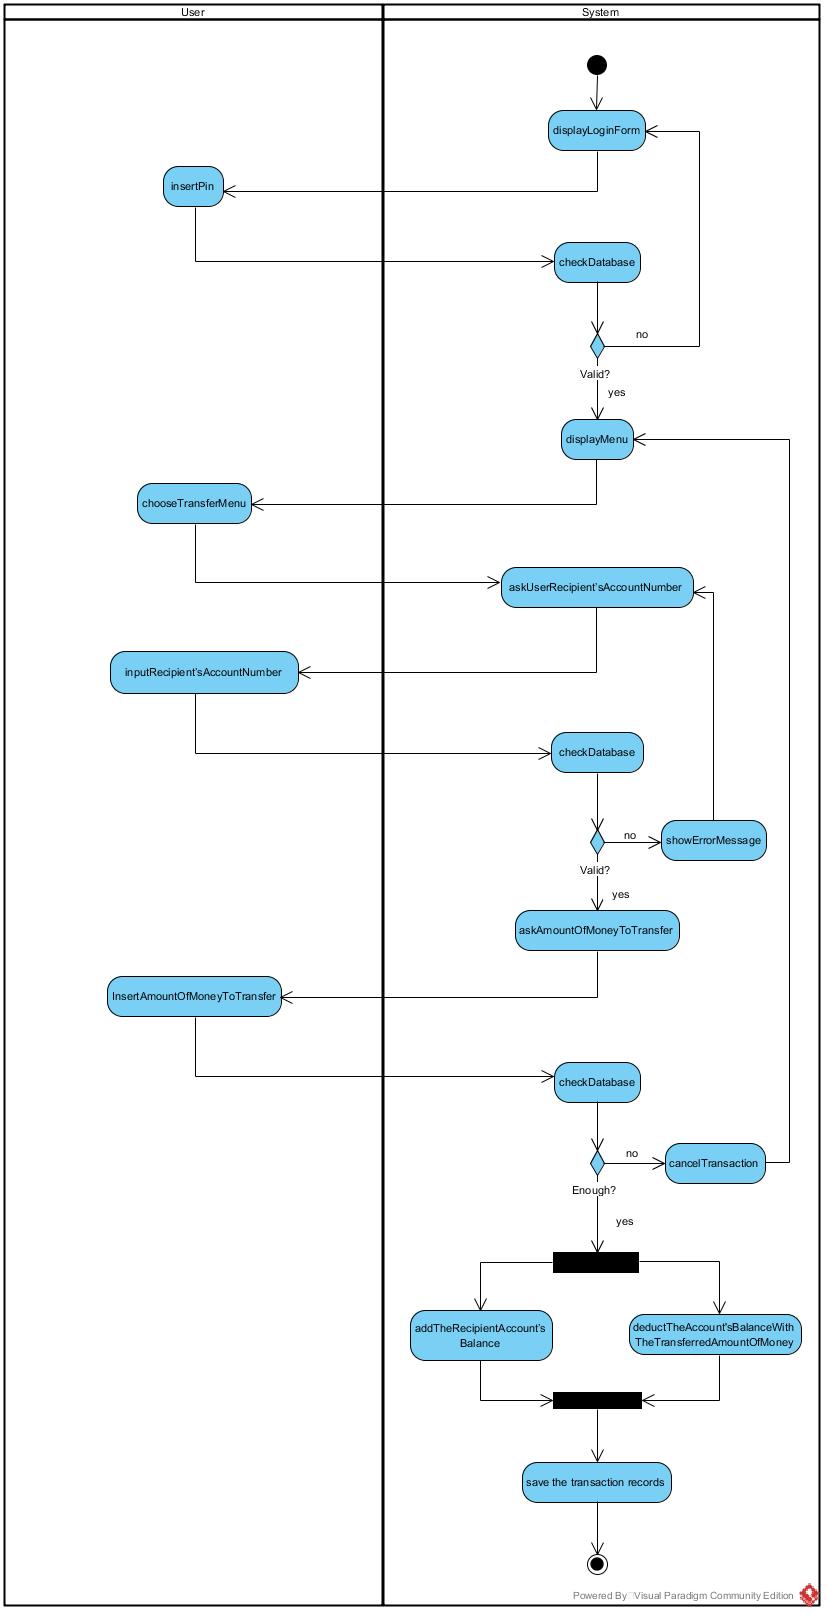 User
System
displayLoginForm
insertPin
checkDatabase
no
Valid?
yes
displayMenu
chooseTransferMenu
askUserRecipient'sAccountNumber
inputRecipient'sAccountNumber
checkDatabase
no
showErrorMessage
Valid?
yes
askAmountOfMoneyToTransfer
InsertAmountOfMoneyToTransfer
checkDatabase
no
cancelTransaction
Enough?
yes
addTheRecipientAccount's
Balance
deductTheAccount'sBalanceWith
TheTransferredAmountOfMoney
save the transaction records
Powered By Visual Paradigm Community Edition